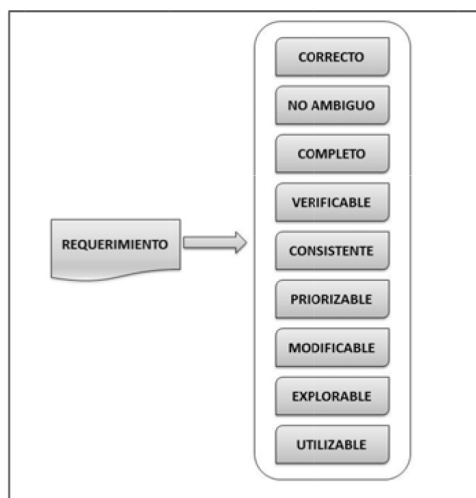 CORRECTO
NO AMBIGUO
COMPLETO
VERIFICABLE
REQUERIMIENTO
CONSISTENTE
PRIORIZABLE
MODIFICABLE
EXPLORABLE
UTILIZABLE